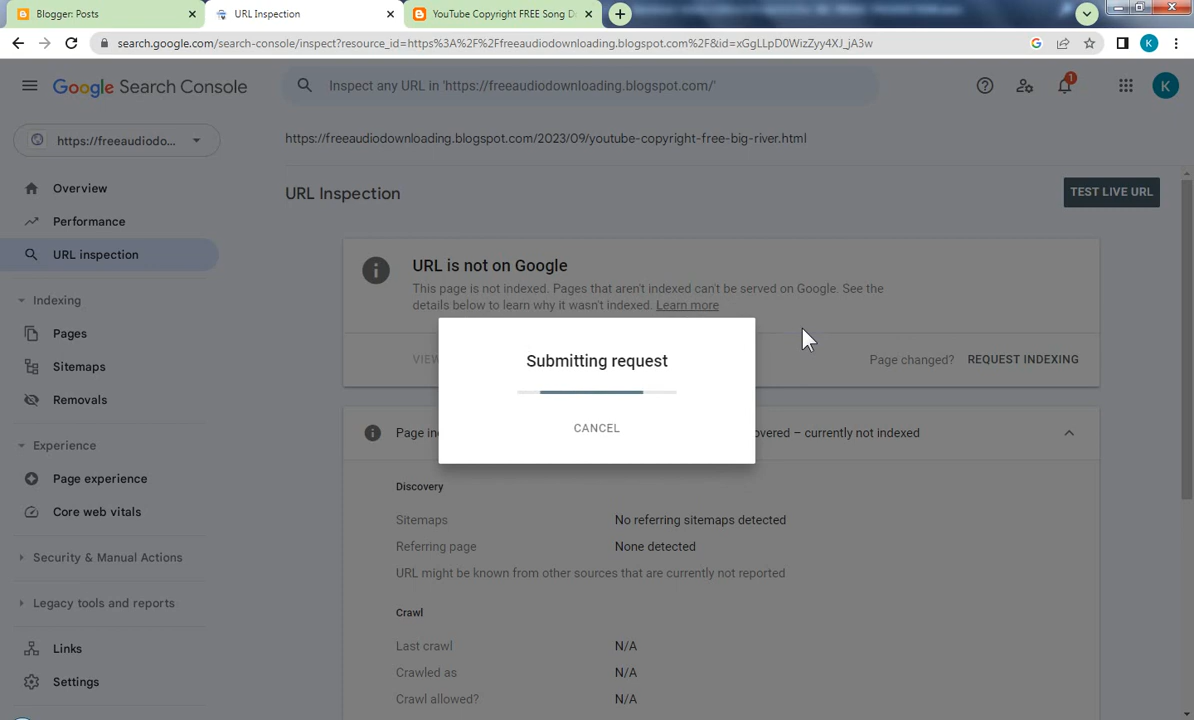 Blogger: Posts
URL Inspection
YouTube Copyright FREE Song D
search.google.com/search-console/inspect?resource_id=https%3A%2F%2Ffreeaudiodownloading.blogspot.com%2F&id=xGgLLpD0WizZyy4XJ_jA3w
K
Google Search Console
Inspect any URL in 'https://freeaudiodownloading.blogspot.com/'
1
K
https://freeaudiodo...
https://freeaudiodownloading.blogspot.com/2023/09/youtube-copyright-free-big-river.html
Overview
Performance
URL inspection
Indexing
Pages
Sitemaps
Removals
Experience
Page experience
Core web vitals
Security & Manual Actions
Legacy tools and reports
Links
Settings
URL Inspection
TEST LIVE URL
URL is not on Google
This page is not indexed. Pages that aren't indexed can't be served on Google. See the
details below to learn why it wasn't indexed. Learn more
VIEW
Page changed?
REQUEST INDEXING
Submitting request
CANCEL
Page in
overed – currently not indexed
Discovery
Sitemaps
No referring sitemaps detected
Referring page
None detected
URL might be known from other sources that are currently not reported
Crawl
Last crawl
N/A
Crawled as
N/A
Crawl allowed?
N/A